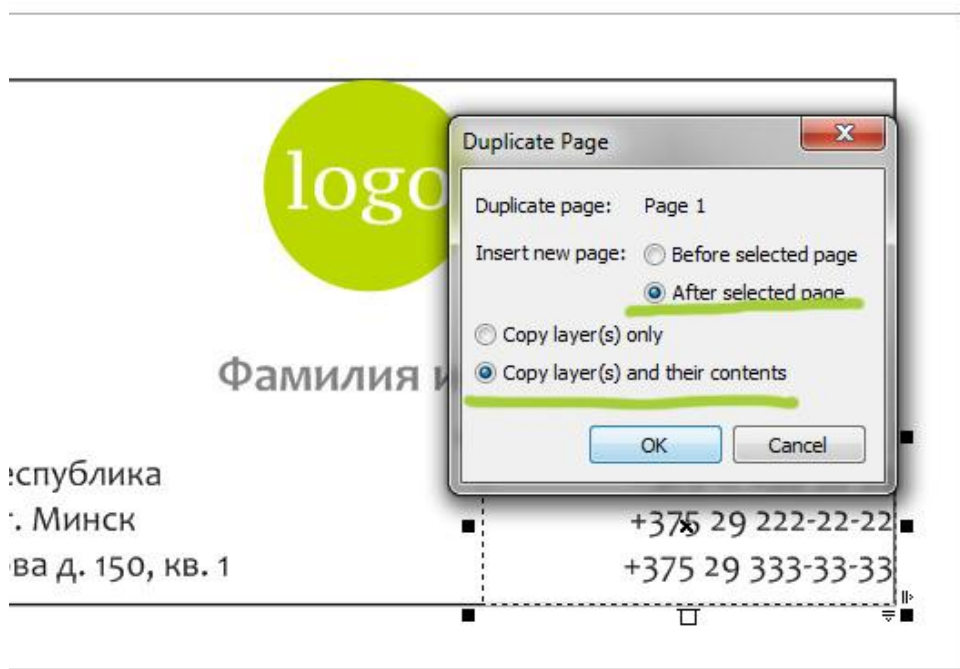 logo
Duplicate Page
Duplicate page: Page 1
Insert new page: Before selected page
After selected page
Copy layer(s) only
Copy layer(s) and their contents
OK Cancel
Фамилия
г. Минск
д. 150, кв. 1
+375 29 222-22-22
+375 29 333-33-33